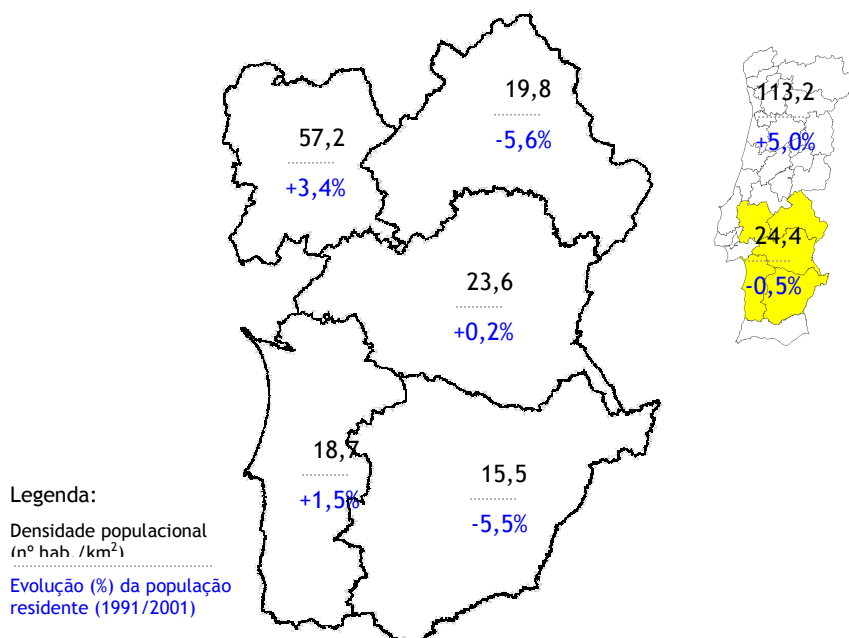 19,8
-5,6%
57,2
+3,4%
113,2
+5,0%
24,4
-0,5%
23,6
+0,2%
18,7
+1,5%
15,5
-5,5%
Legenda:
Densidade populacional
(nº hab./km²)
Evolução (%) da população
residente (1991/2001)